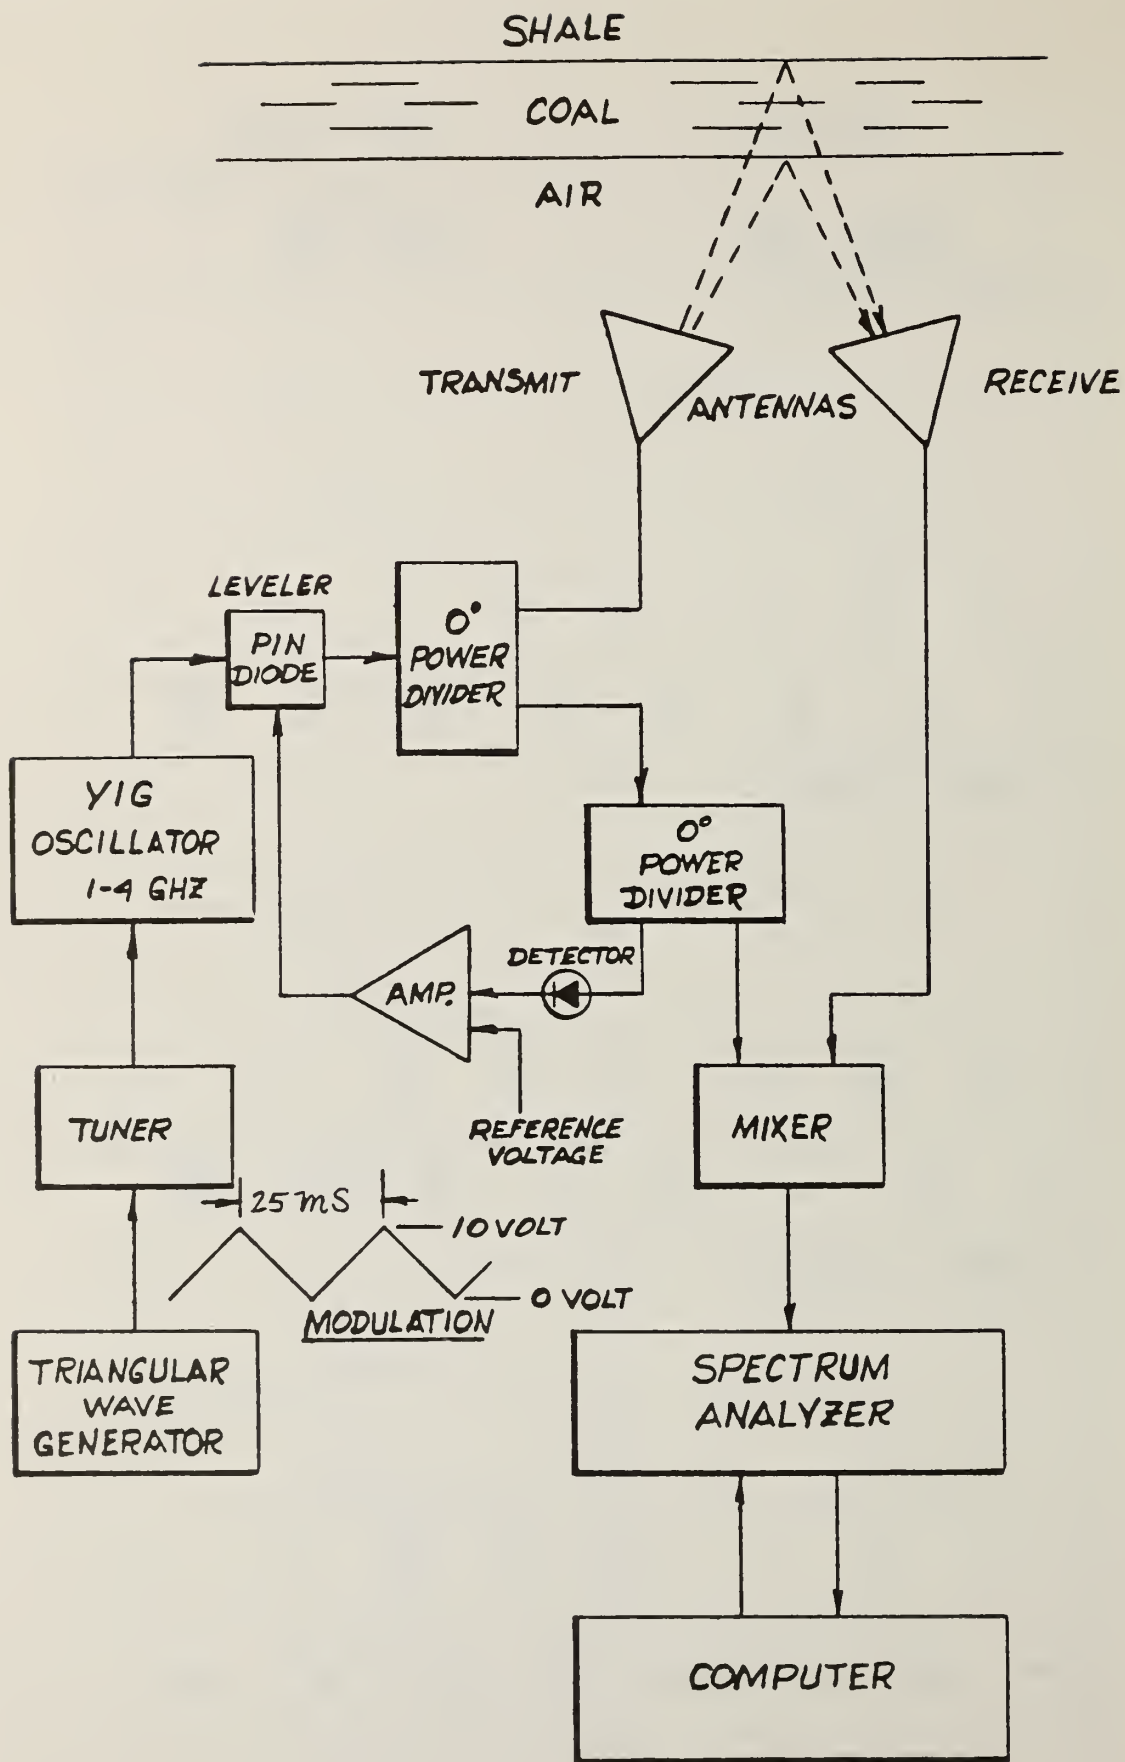 SHALE
COAL
AIR
TRANSMIT
ANTENNAS
RECEIVE
LEVELER
PIN
DIODE
0°
POWER
DIVIDER
YIG
OSCILLATOR
1-4 GHZ
0°
POWER
DIVIDER
DETECTOR
AMP.
REFERENCE
VOLTAGE
TUNER
MIXER
25 mS
10 VOLT
0 VOLT
MODULATION
TRIANGULAR
WAVE
GENERATOR
SPECTRUM
ANALYZER
COMPUTER